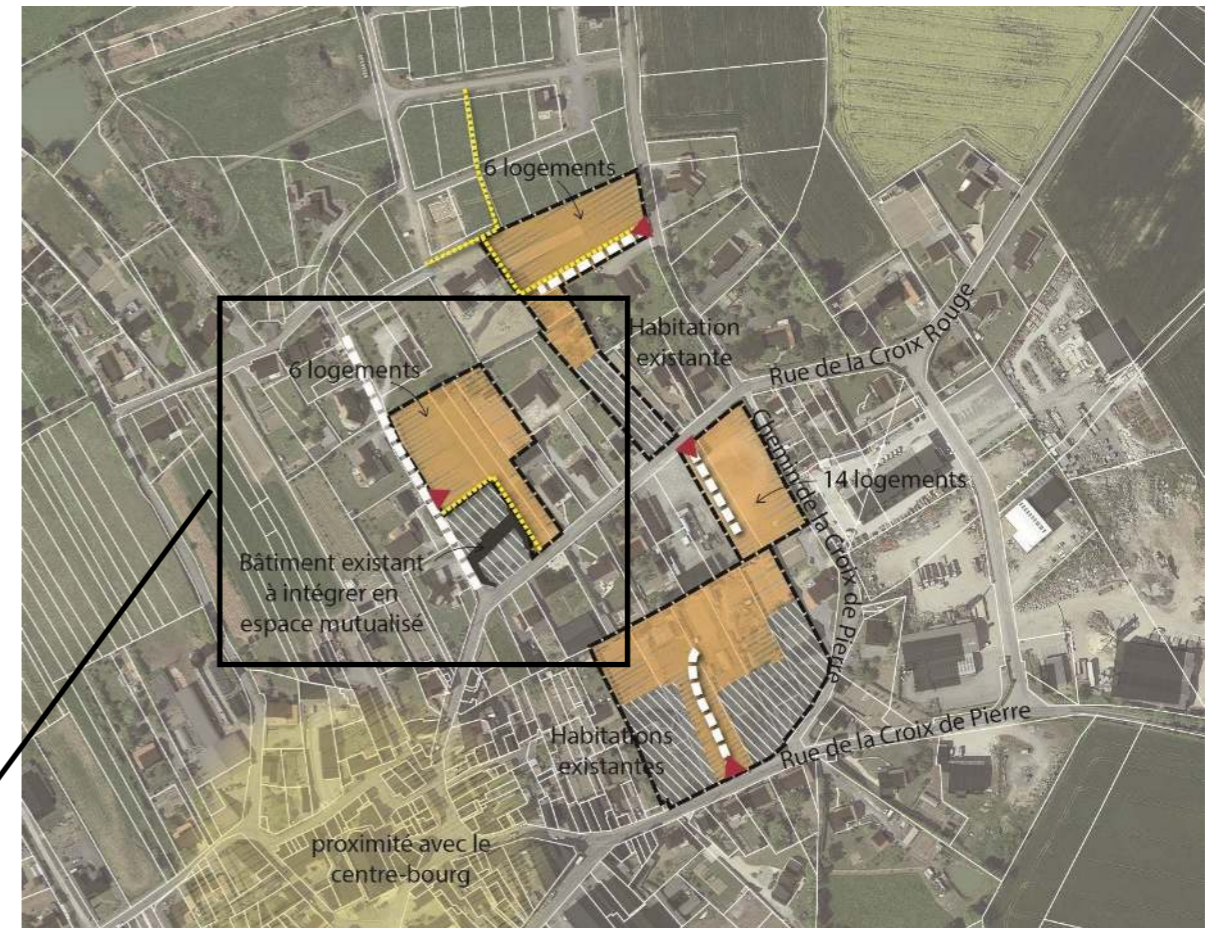 6 logements
Habitation
existante
Rue de la Croix Rouge
6 logements
Chemin de la Croix de Pierre
14 logements
Bâtiment existant
à intégrer en
espace mutualisé
Habitations
existantes
Rue de la Croix de Pierre
proximité avec le
centre-bourg